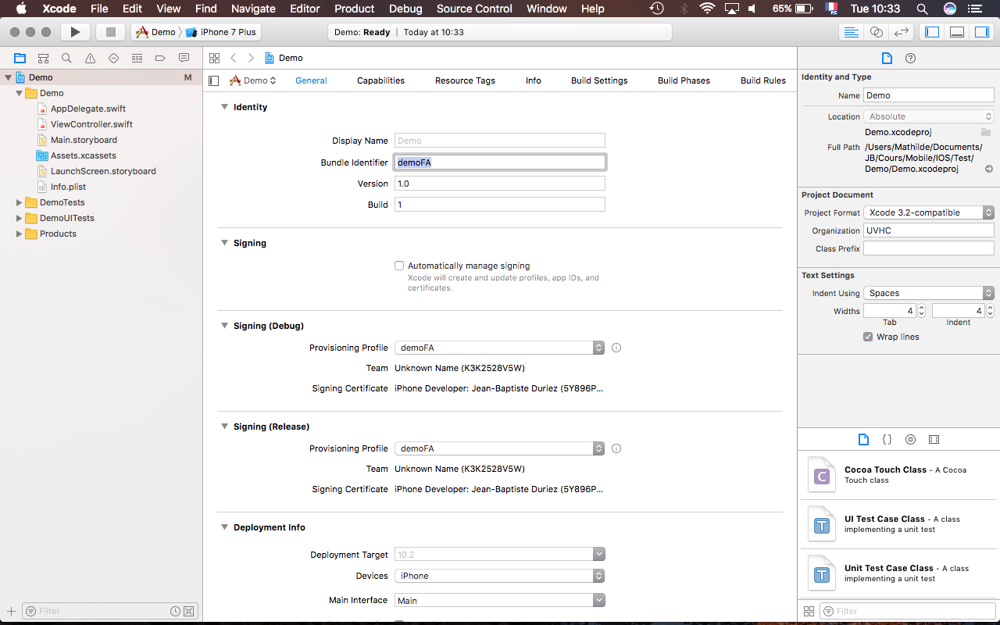 Xcode File Edit View Find Navigate Editor Product Debug Source Control Window Help 65% Tue 10:33
Demo iPhone 7 Plus Demo: Ready | Today at 10:33
Demo
Demo M
Demo
AppDelegate.swift
ViewController.swift
Main.storyboard
Assets.xcassets
LaunchScreen.storyboard
Info.plist
DemoTests
DemoUITests
Products
Filter
Demo General Capabilities Resource Tags Info Build Settings Build Phases Build Rules
Identity
Display Name Demo
Bundle Identifier demoFA
Version 1.0
Build 1
Signing
Automatically manage signing
Xcode will create and update profiles, app IDs, and
certificates.
Signing (Debug)
Provisioning Profile demoFA
Team Unknown Name (K3K2528V5W)
Signing Certificate iPhone Developer: Jean-Baptiste Duriez (5Y896P...
Signing (Release)
Provisioning Profile demoFA
Team Unknown Name (K3K2528V5W)
Signing Certificate iPhone Developer: Jean-Baptiste Duriez (5Y896P...
Deployment Info
Deployment Target 10.2
Devices iPhone
Main Interface Main
Identity and Type
Name Demo
Location Absolute
Demo.xcodeproj
Full Path /Users/Mathilde/Documents/
JB/Cours/Mobile/IOS/Test/
Demo/Demo.xcodeproj
Project Document
Project Format Xcode 3.2-compatible
Organization UVHC
Class Prefix
Text Settings
Indent Using Spaces
Widths 4 4
Tab Indent
Wrap lines
{}
C
Cocoa Touch Class - A Cocoa
Touch class
T
UI Test Case Class - A class
implementing a unit test
T
Unit Test Case Class - A class
implementing a unit test
Filter